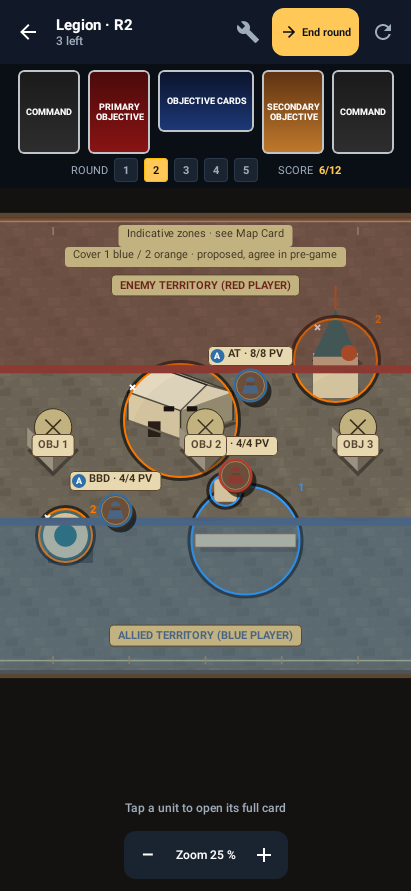 Legion · R2
3 left
End round
COMMAND
PRIMARY
OBJECTIVE
OBJECTIVE CARDS
SECONDARY
OBJECTIVE
COMMAND
ROUND 1 2 3 4 5 SCORE 6/12
Indicative zones · see Map Card
Cover 1 blue / 2 orange · proposed, agree in pre-game
ENEMY TERRITORY (RED PLAYER)
2
A AT · 8/8 PV
OBJ 1
OBJ 2
· 4/4 PV
OBJ 3
A BBD · 4/4 PV
1
2
ALLIED TERRITORY (BLUE PLAYER)
Tap a unit to open its full card
− Zoom 25 % +